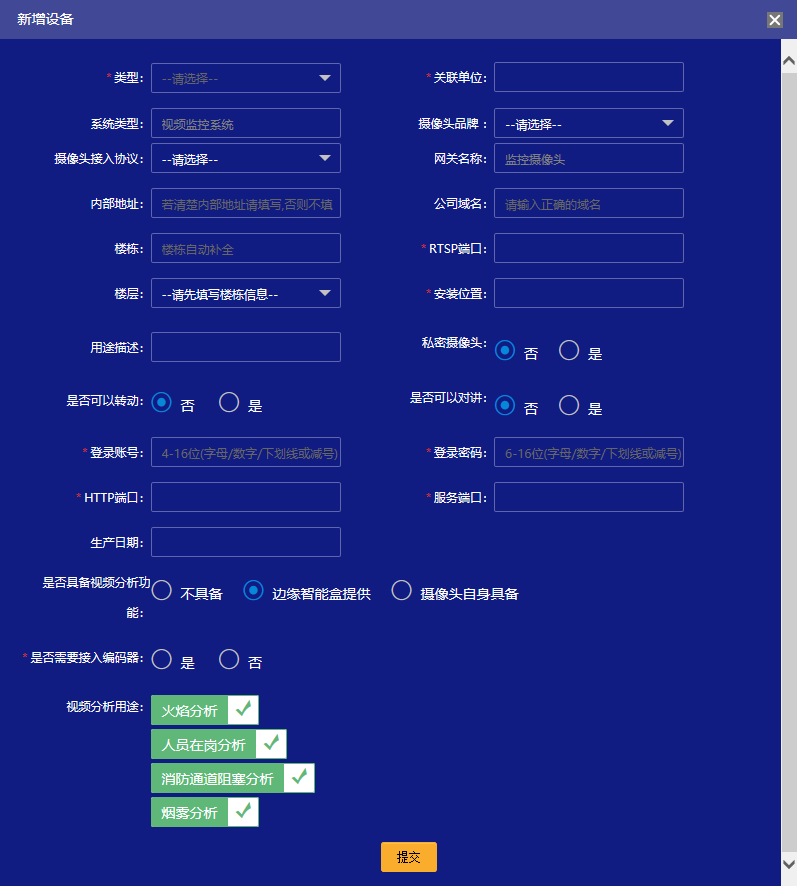 新增设备
*类型: --请选择-- *关联单位:
系统类型: 视频监控系统 摄像头品牌: --请选择--
摄像头接入协议: --请选择-- 网关名称: 监控摄像头
内部地址: 若清楚内部地址请填写,否则不填 公司域名: 请输入正确的域名
楼栋: 楼栋自动补全 *RTSP端口:
楼层: --请先填写楼栋信息-- *安装位置:
用途描述: 私密摄像头: 否 是
是否可以转动: 否 是 是否可以对讲: 否 是
*登录账号: 4-16位(字母/数字/下划线或减号) *登录密码: 6-16位(字母/数字/下划线或减号)
*HTTP端口: *服务端口:
生产日期:
是否具备视频分析功
能: 不具备 边缘智能盒提供 摄像头自身具备
*是否需要接入编码器: 是 否
视频分析用途: 火焰分析
人员在岗分析
消防通道阻塞分析
烟雾分析
提交